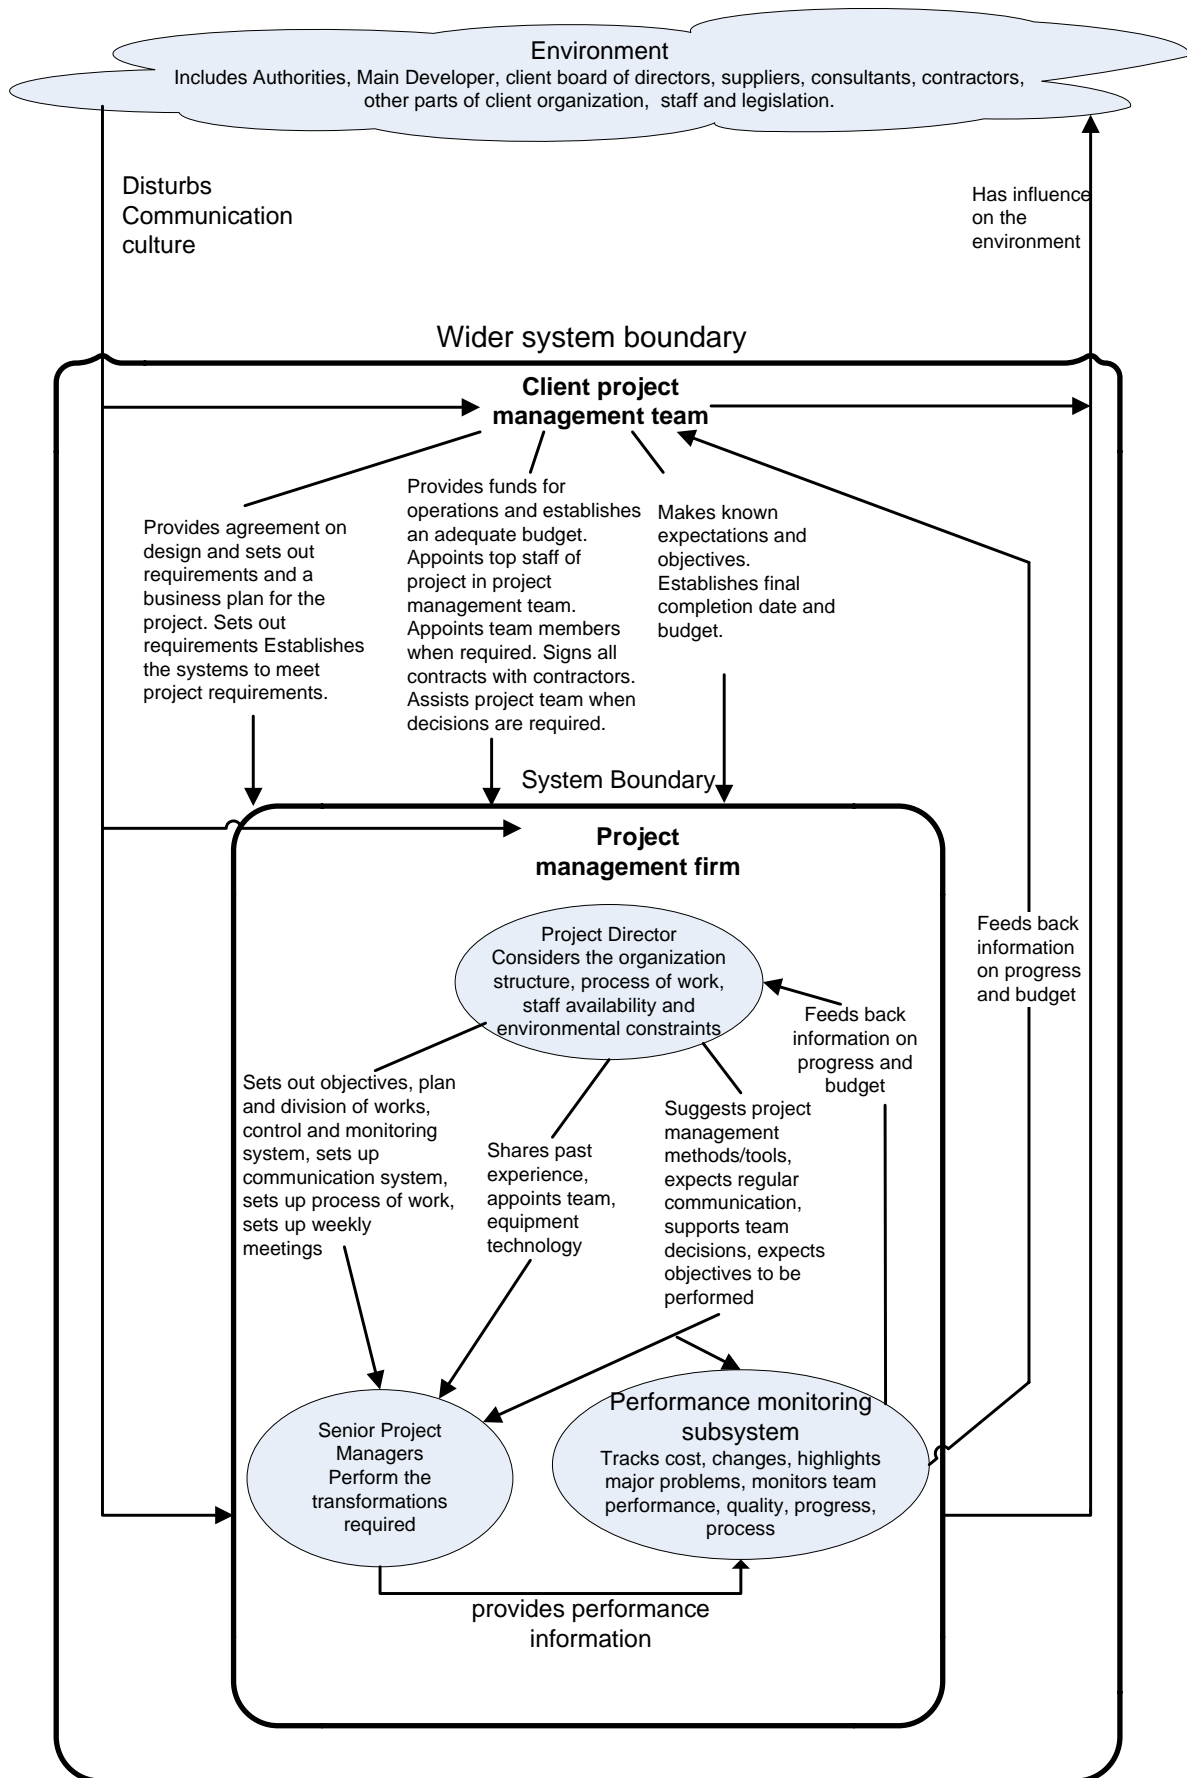 Environment
Includes Authorities, Main Developer, client board of directors, suppliers, consultants, contractors,
other parts of client organization, staff and legislation.
Disturbs
Communication
culture
Has influence
on the
environment
Wider system boundary
Client project
management team
Provides agreement on
design and sets out
requirements and a
business plan for the
project. Sets out
requirements Establishes
the systems to meet
project requirements.
Provides funds for
operations and establishes
an adequate budget.
Appoints top staff of
project in project
management team.
Appoints team members
when required. Signs all
contracts with contractors.
Assists project team when
decisions are required.
Makes known
expectations and
objectives.
Establishes final
completion date and
budget.
System Boundary
Project
management firm
Project Director
Considers the organization
structure, process of work,
staff availability and
environmental constraints
Feeds back
information on
progress and
budget
Feeds back
information
on progress
and budget
Sets out objectives, plan
and division of works,
control and monitoring
system, sets up
communication system,
sets up process of work,
sets up weekly
meetings
Shares past
experience,
appoints team,
equipment
technology
Suggests project
management
methods/tools,
expects regular
communication,
supports team
decisions, expects
objectives to be
performed
Senior Project
Managers
Perform the
transformations
required
Performance monitoring
subsystem
Tracks cost, changes, highlights
major problems, monitors team
performance, quality, progress,
process
provides performance
information